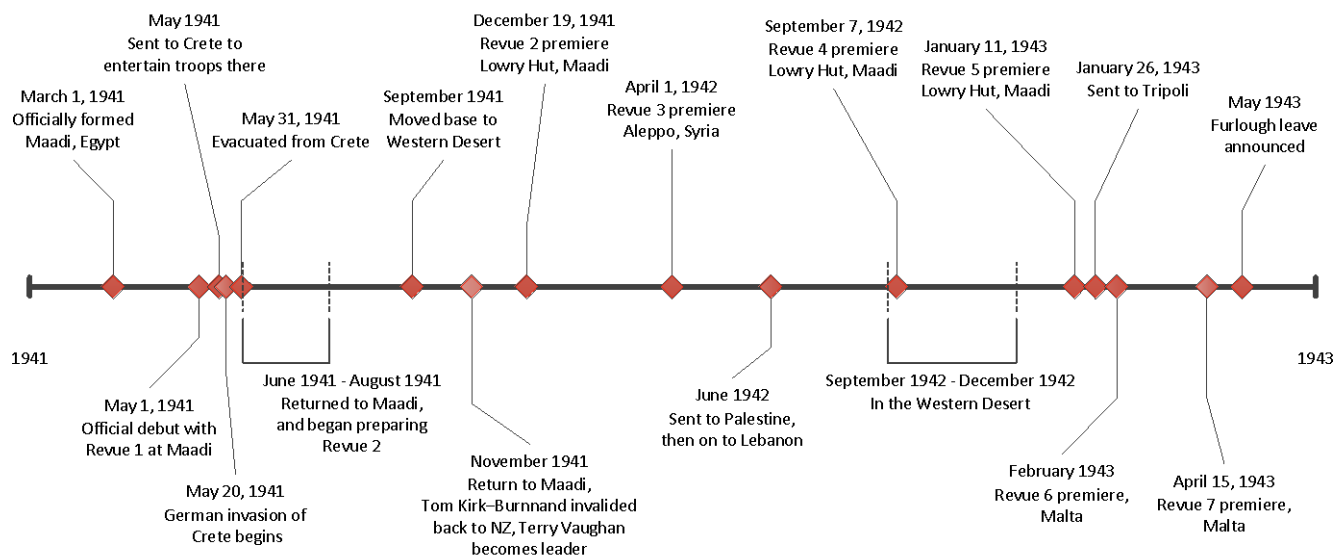 March 1, 1941
Officially formed
Maadi, Egypt
May 1941
Sent to Crete to
entertain troops there
May 31, 1941
Evacuated from Crete
September 1941
Moved base to
Western Desert
December 19, 1941
Revue 2 premiere
Lowry Hut, Maadi
April 1, 1942
Revue 3 premiere
Aleppo, Syria
September 7, 1942
Revue 4 premiere
Lowry Hut, Maadi
January 11, 1943
Revue 5 premiere
Lowry Hut, Maadi
January 26, 1943
Sent to Tripoli
May 1943
Furlough leave
announced
1941
1943
May 1, 1941
Official debut with
Revue 1 at Maadi
May 20, 1941
German invasion of
Crete begins
June 1941 - August 1941
Returned to Maadi,
and began preparing
Revue 2
November 1941
Return to Maadi,
Tom Kirk–Burnnand invalided
back to NZ, Terry Vaughan
becomes leader
June 1942
Sent to Palestine,
then on to Lebanon
September 1942 - December 1942
In the Western Desert
February 1943
Revue 6 premiere,
Malta
April 15, 1943
Revue 7 premiere,
Malta